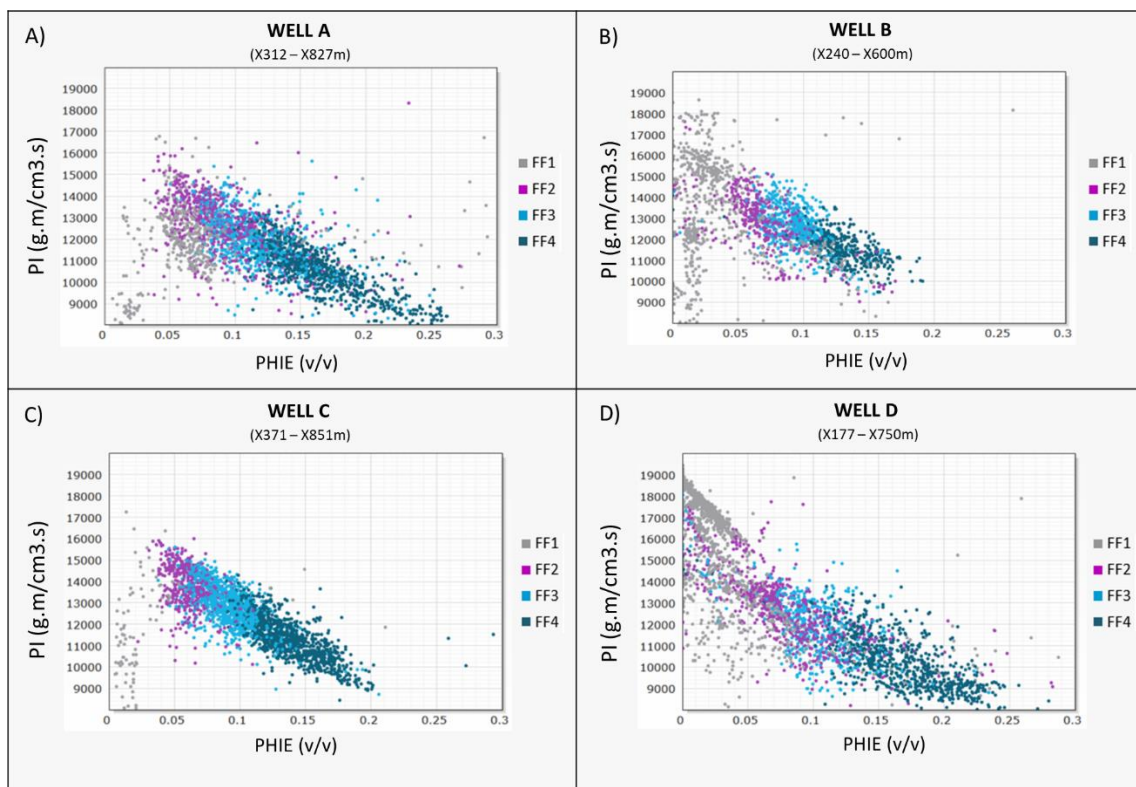 A)
WELL A
(X312 – X827m)
19000
18000
17000
16000
15000
14000
13000
12000
11000
10000
9000
PI (g.m/cm3.s)
0
0.05
0.1
0.15
0.2
0.25
0.3
PHIE (v/v)
FF1
FF2
FF3
FF4
B)
WELL B
(X240 – X600m)
19000
18000
17000
16000
15000
14000
13000
12000
11000
10000
9000
PI (g.m/cm3.s)
0
0.05
0.1
0.15
0.2
0.25
0.3
PHIE (v/v)
FF1
FF2
FF3
FF4
C)
WELL C
(X371 – X851m)
19000
18000
17000
16000
15000
14000
13000
12000
11000
10000
9000
PI (g.m/cm3.s)
0
0.05
0.1
0.15
0.2
0.25
0.3
PHIE (v/v)
FF1
FF2
FF3
FF4
D)
WELL D
(X177 – X750m)
19000
18000
17000
16000
15000
14000
13000
12000
11000
10000
9000
PI (g.m/cm3.s)
0
0.05
0.1
0.15
0.2
0.25
0.3
PHIE (v/v)
FF1
FF2
FF3
FF4